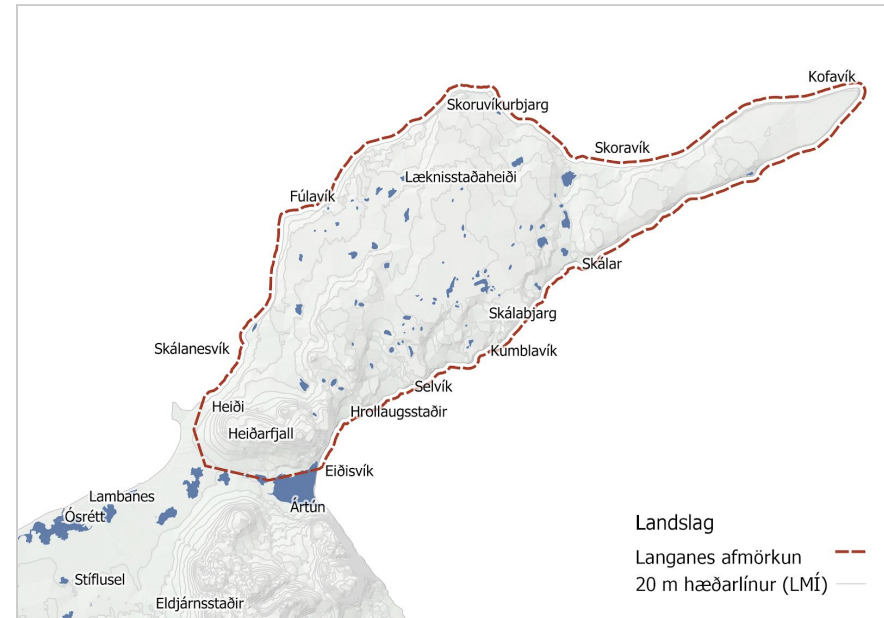 Kofavík
Skoruvíkurbjarg
Skoravík
Læknisstaðaheiði
Fúlavík
Skálar
Skálabjarg
Skálanesvík
Kumblavík
Selvík
Heiði
Hrollaugsstaðir
Heiðarfjall
Eiðisvík
Lambanes
Ártún
Ósrétt
Landslag
Langanes afmörkun
Stíflusel
20 m hæðarlínur (LMÍ)
Eldjárnsstaðir